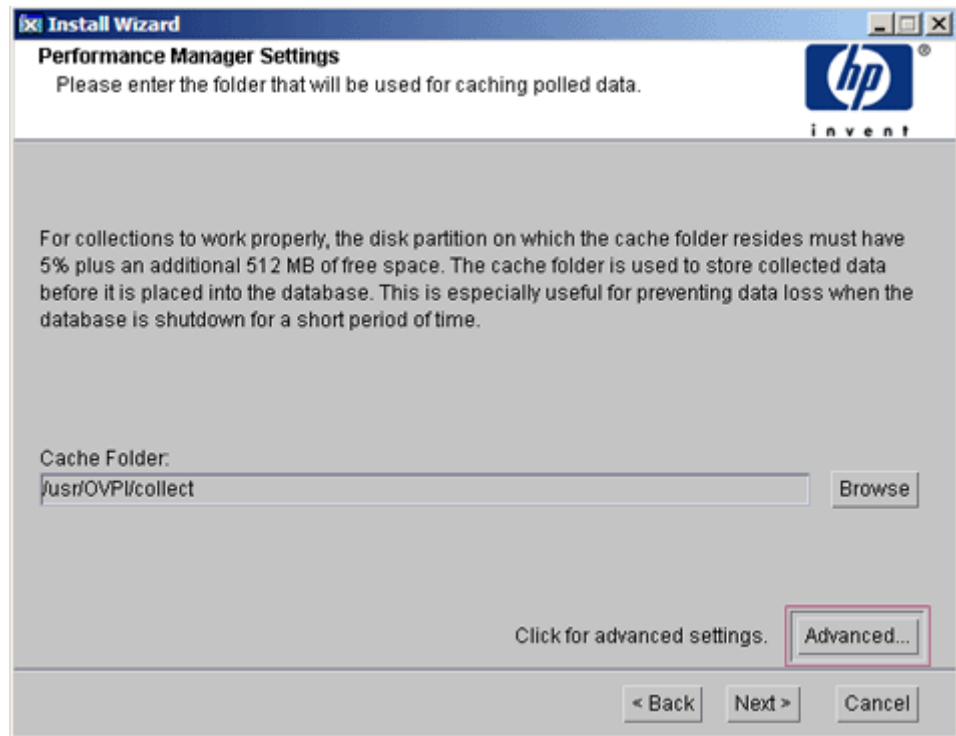 Install Wizard
Performance Manager Settings
Please enter the folder that will be used for caching polled data.
hp ®
invent
For collections to work properly, the disk partition on which the cache folder resides must have
5% plus an additional 512 MB of free space. The cache folder is used to store collected data
before it is placed into the database. This is especially useful for preventing data loss when the
database is shutdown for a short period of time.
Cache Folder:
/usr/OVPI/collect
Browse
Click for advanced settings. Advanced...
< Back Next > Cancel